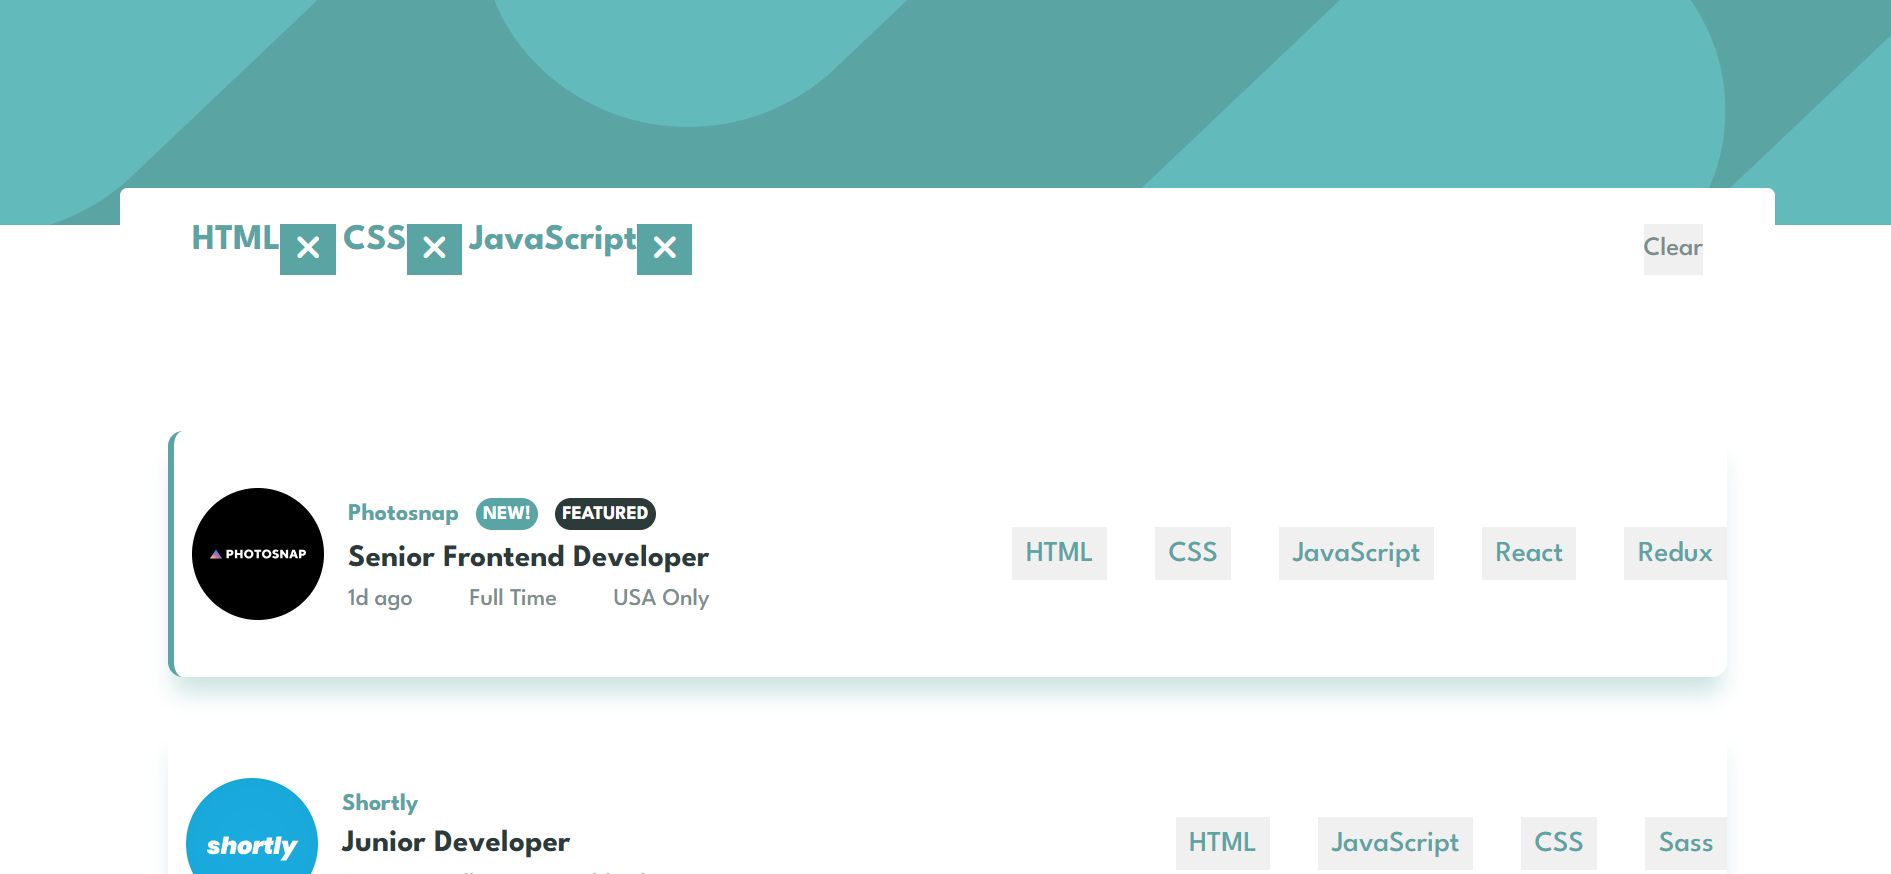 HTML CSS JavaScript Clear
Photosnap NEW! FEATURED
PHOTOSNAP
Senior Frontend Developer
1d ago Full Time USA Only
HTML CSS JavaScript React Redux
Shortly
shortly
Junior Developer
HTML JavaScript CSS Sass